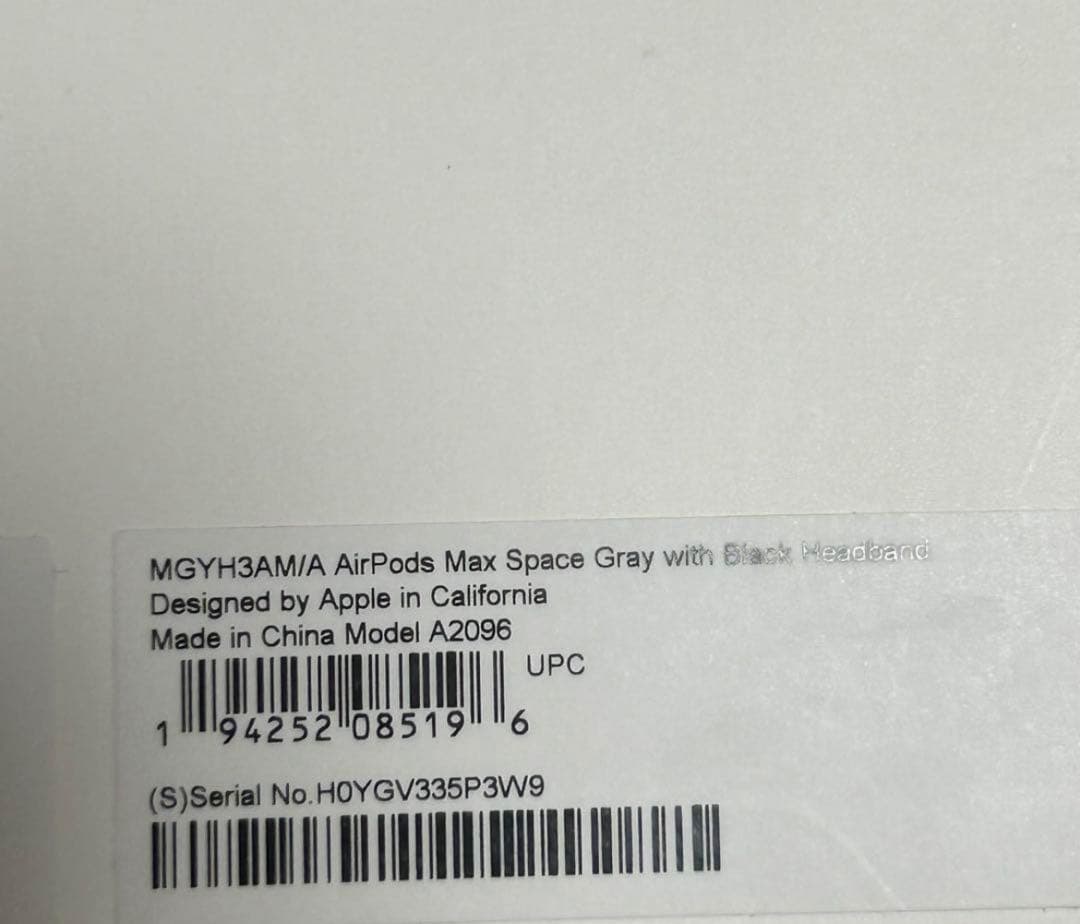 MGYH3AM/A AirPods Max Space Gray with Black Headband
Designed by Apple in California
Made in China Model A2096
UPC
1 94252 08519 6
(S)Serial No.H0YGV335P3W9